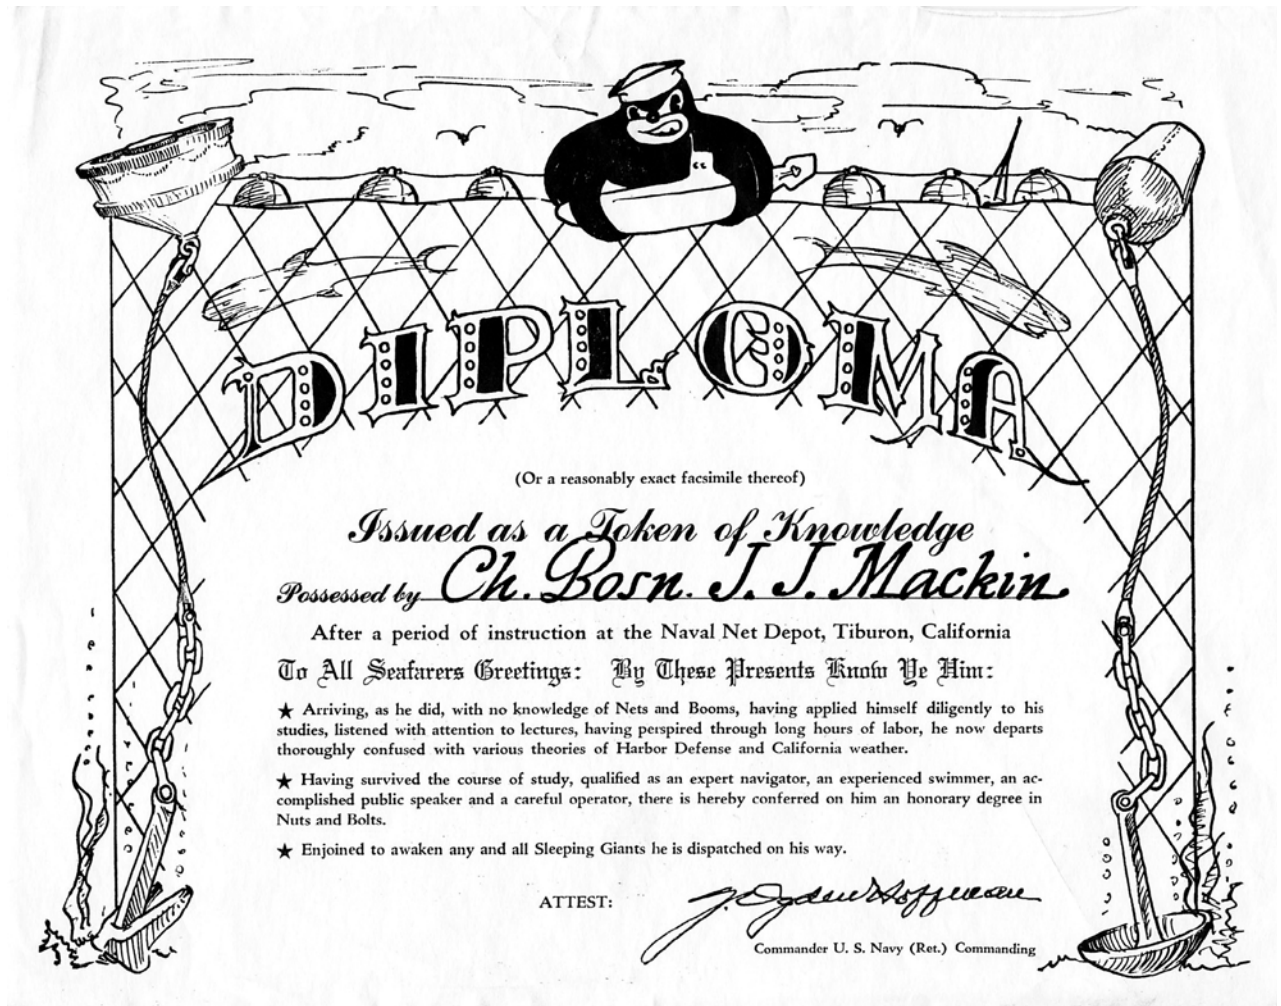 DIPLOMA
(Or a reasonably exact facsimile thereof)
Issued as a Token of Knowledge
Possessed by Ch. Bosn. J. J. Mackin
After a period of instruction at the Naval Net Depot, Tiburon, California
To All Seafarers Greetings: By These Presents Know Ye Him:
★ Arriving, as he did, with no knowledge of Nets and Booms, having applied himself diligently to his
studies, listened with attention to lectures, having perspired through long hours of labor, he now departs
thoroughly confused with various theories of Harbor Defense and California weather.
★ Having survived the course of study, qualified as an expert navigator, an experienced swimmer, an ac-
complished public speaker and a careful operator, there is hereby conferred on him an honorary degree in
Nuts and Bolts.
★ Enjoined to awaken any and all Sleeping Giants he is dispatched on his way.
ATTEST: J. Ogden Hoffman
Commander U. S. Navy (Ret.) Commanding